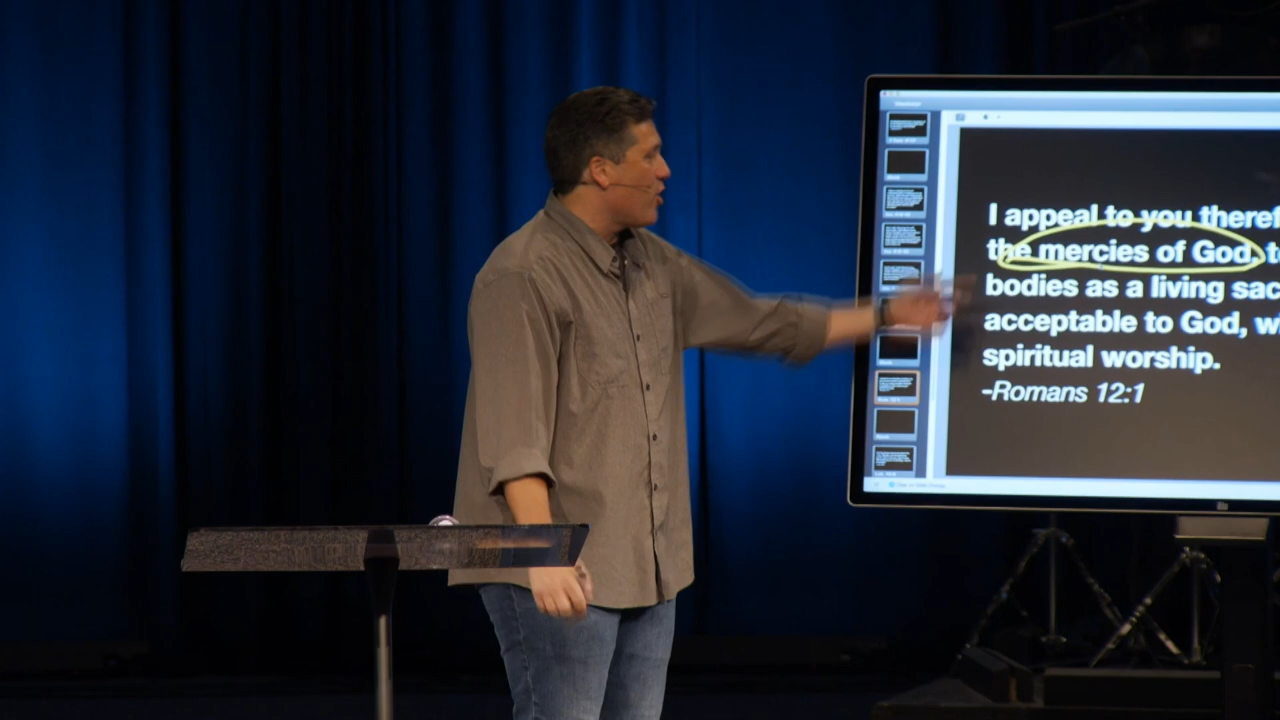 I appeal to you theref
the mercies of God, t
bodies as a living sac
acceptable to God, w
spiritual worship.
-Romans 12:1